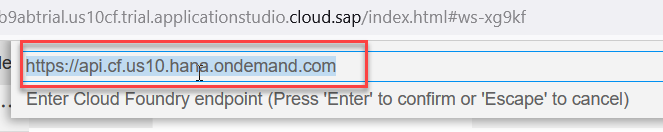 b9abtrial.us10cf.trial.applicationstudio.cloud.sap/index.html#ws-xg9kf
https://api.cf.us10.hana.ondemand.com
Enter Cloud Foundry endpoint (Press 'Enter' to confirm or 'Escape' to cancel)